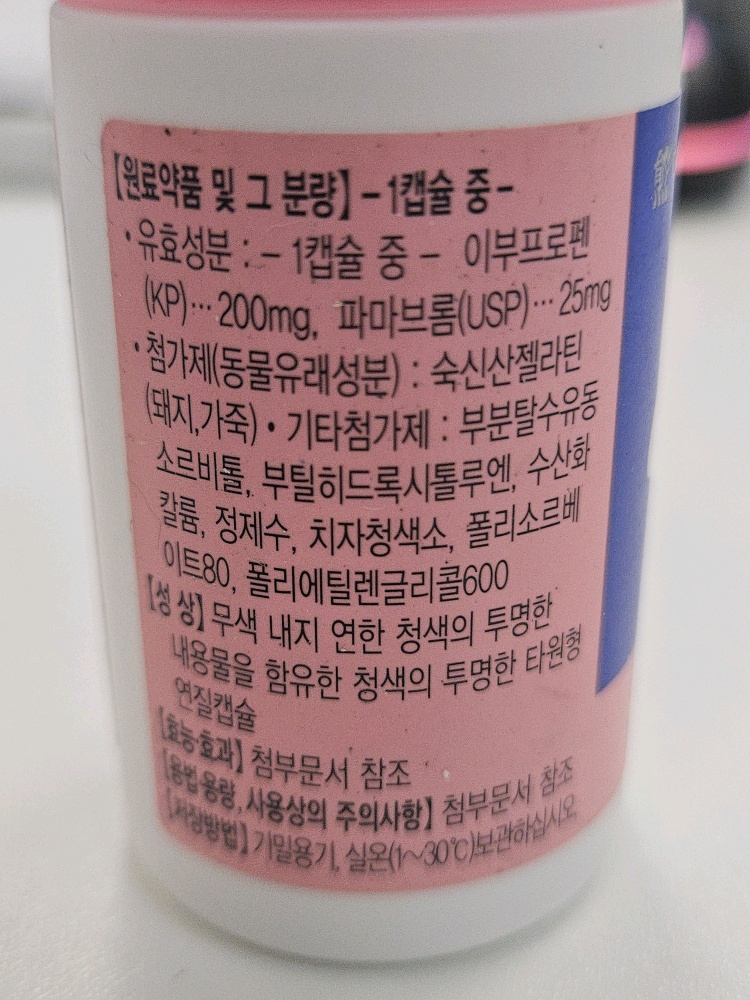 【원료약품 및 그 분량】 - 1캡슐 중 -
• 유효성분 : - 1캡슐 중 - 이부프로펜
(KP)… 200mg, 파마브롬(USP)… 25mg
• 첨가제(동물유래성분) : 숙신산젤라틴
(돼지,가죽) • 기타첨가제 : 부분탈수유동
소르비톨, 부틸히드록시톨루엔, 수산화
칼륨, 정제수, 치자청색소, 폴리소르베
이트80, 폴리에틸렌글리콜600
【성 상】 무색 내지 연한 청색의 투명한
내용물을 함유한 청색의 투명한 타원형
연질캡슐
【효능·효과】 첨부문서 참조
【용법·용량, 사용상의 주의사항】 첨부문서 참조
【저장방법】 기밀용기, 실온(1~30℃)보관하십시오.